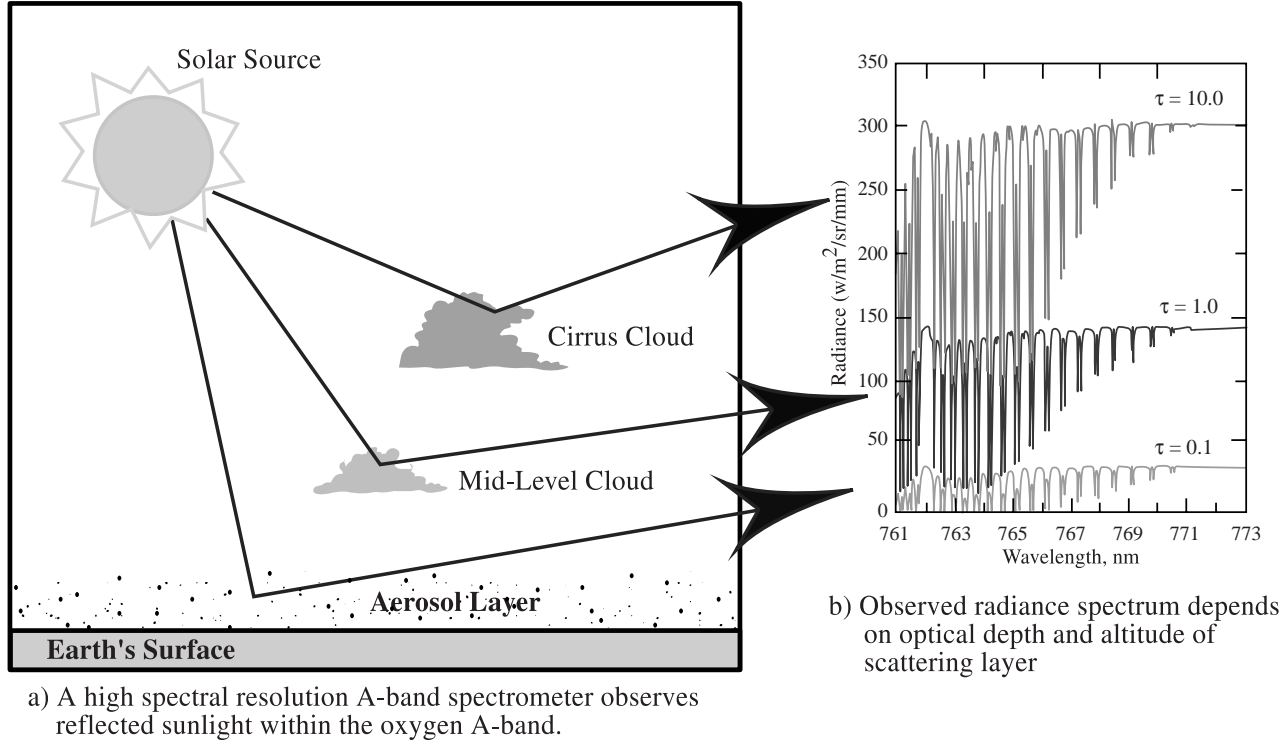 Solar Source
Cirrus Cloud
Mid-Level Cloud
Aerosol Layer
Earth's Surface
a) A high spectral resolution A-band spectrometer observes
reflected sunlight within the oxygen A-band.
350
300
250
200
150
100
50
0
Radiance (w/m²/sr/mm)
τ = 10.0
τ = 1.0
τ = 0.1
761 763 765 767 769 771 773
Wavelength, nm
b) Observed radiance spectrum depends
on optical depth and altitude of
scattering layer